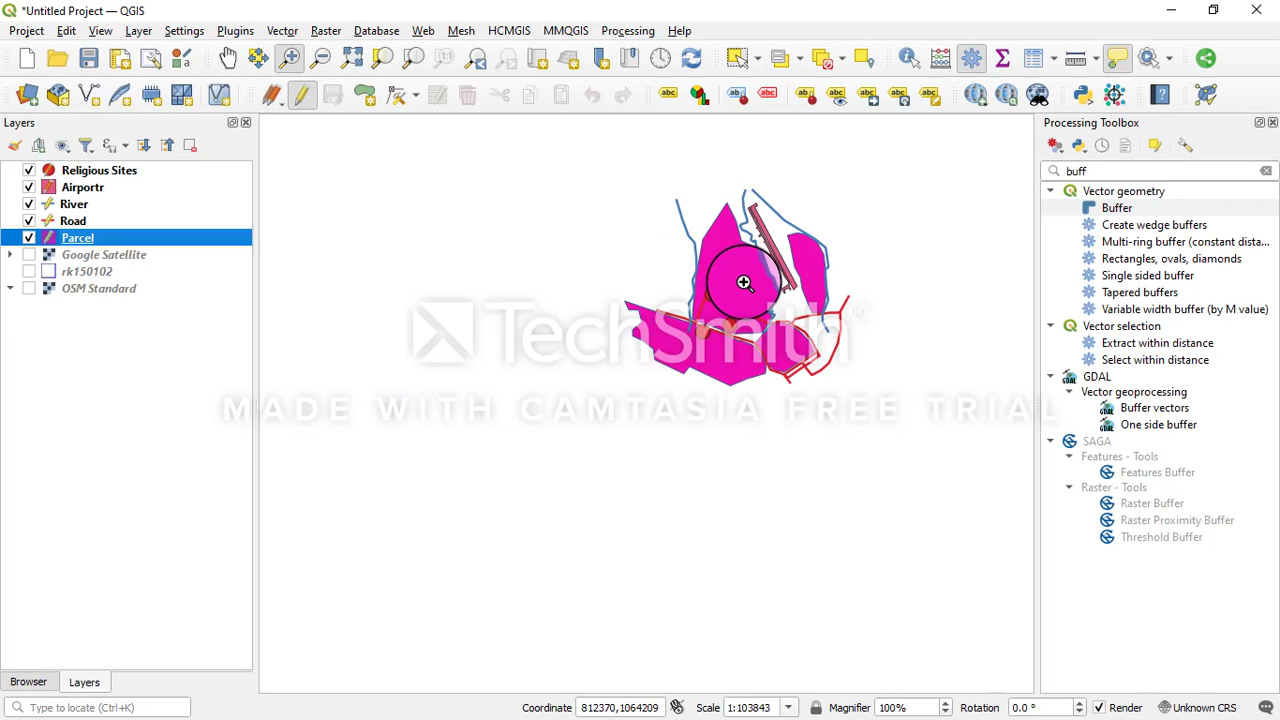 *Untitled Project — QGIS
Project Edit View Layer Settings Plugins Vector Raster Database Web Mesh HCMGIS MMQGIS Processing Help
Layers
Religious Sites
Airportr
River
Road
Parcel
Google Satellite
rk150102
OSM Standard
Browser Layers
Type to locate (Ctrl+K)
TechSmith®
MADE WITH CAMTASIA FREE TRIAL
Processing Toolbox
buff
Vector geometry
Buffer
Create wedge buffers
Multi-ring buffer (constant dista...
Rectangles, ovals, diamonds
Single sided buffer
Tapered buffers
Variable width buffer (by M value)
Vector selection
Extract within distance
Select within distance
GDAL
Vector geoprocessing
Buffer vectors
One side buffer
SAGA
Features - Tools
Features Buffer
Raster - Tools
Raster Buffer
Raster Proximity Buffer
Threshold Buffer
Coordinate 812370,1064209 Scale 1:103843 Magnifier 100% Rotation 0.0 ° Render Unknown CRS